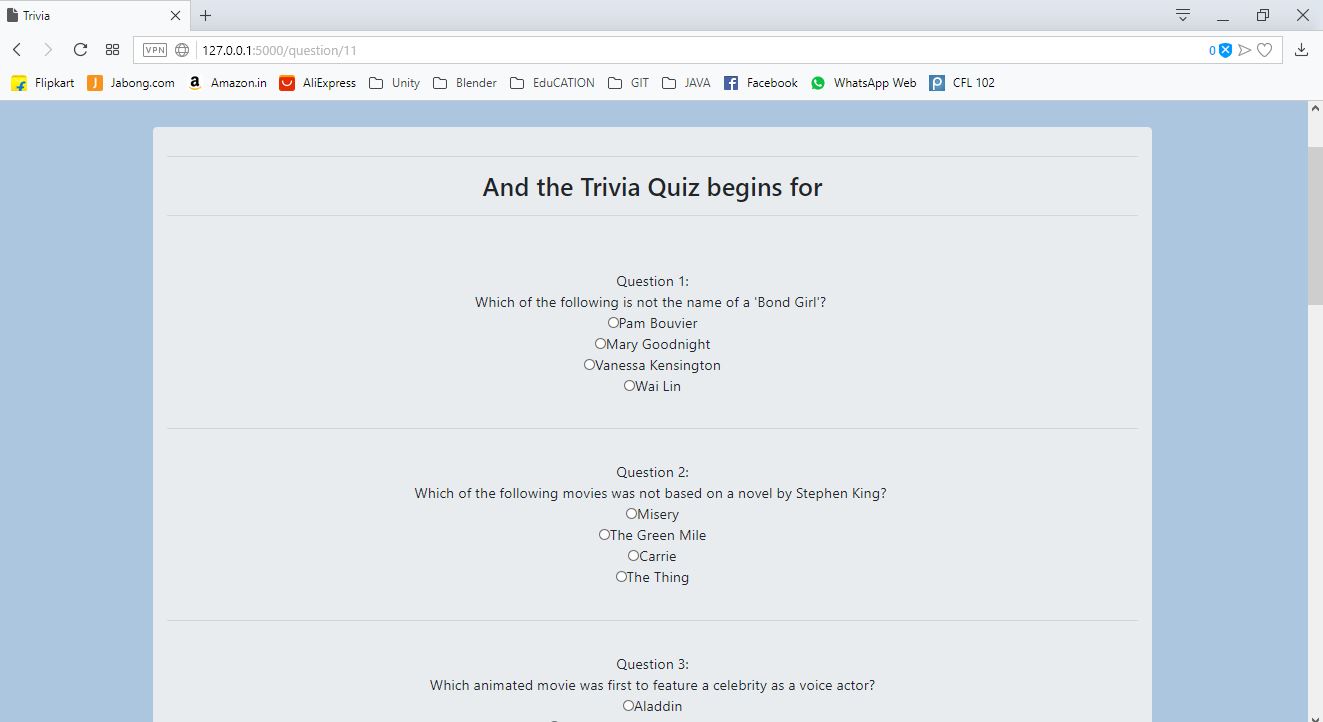 Trivia
VPN 127.0.0.1:5000/question/11 0
Flipkart Jabong.com Amazon.in AliExpress Unity Blender EduCATION GIT JAVA Facebook WhatsApp Web CFL 102
And the Trivia Quiz begins for
Question 1:
Which of the following is not the name of a 'Bond Girl'?
Pam Bouvier
Mary Goodnight
Vanessa Kensington
Wai Lin
Question 2:
Which of the following movies was not based on a novel by Stephen King?
Misery
The Green Mile
Carrie
The Thing
Question 3:
Which animated movie was first to feature a celebrity as a voice actor?
Aladdin